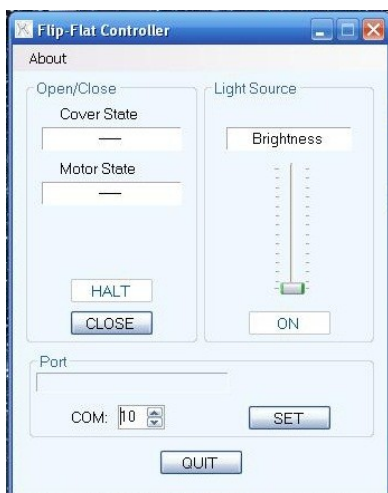 Flip-Flat Controller
About
Open/Close
Cover State
Motor State
HALT
CLOSE
Light Source
Brightness
ON
Port
COM: 10
SET
QUIT